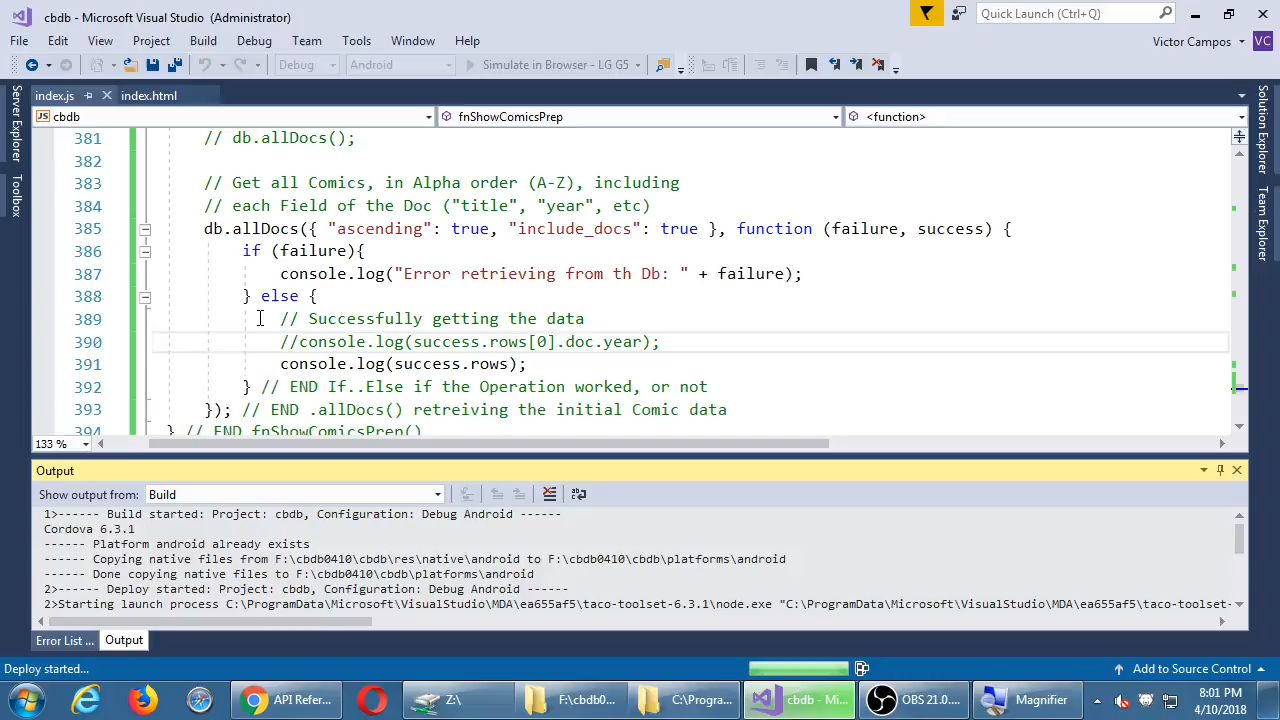 cbdb - Microsoft Visual Studio (Administrator)
Quick Launch (Ctrl+Q)
File Edit View Project Build Debug Team Tools Window Help
Victor Campos VC
Debug Android Simulate in Browser - LG G5
index.js index.html
JS cbdb fnShowComicsPrep <function>
381 // db.allDocs();
382
383 // Get all Comics, in Alpha order (A-Z), including
384 // each Field of the Doc ("title", "year", etc)
385 db.allDocs({ "ascending": true, "include_docs": true }, function (failure, success) {
386 if (failure){
387 console.log("Error retrieving from th Db: " + failure);
388 } else {
389 // Successfully getting the data
390 //console.log(success.rows[0].doc.year);
391 console.log(success.rows);
392 } // END If..Else if the Operation worked, or not
393 }); // END .allDocs() retreiving the initial Comic data
394 } // END fnShowComicsPrep()
133 %
Server Explorer
Toolbox
Solution Explorer
Team Explorer
Output
Show output from: Build
1>------ Build started: Project: cbdb, Configuration: Debug Android ------
Cordova 6.3.1
------ Platform android already exists
------ Copying native files from F:\cbdb0410\cbdb\res\native\android to F:\cbdb0410\cbdb\platforms\android
------ Done copying native files to F:\cbdb0410\cbdb\platforms\android
2>------ Deploy started: Project: cbdb, Configuration: Debug Android ------
2>Starting launch process C:\ProgramData\Microsoft\VisualStudio\MDA\ea655af5\taco-toolset-6.3.1\node.exe "C:\ProgramData\Microsoft\VisualStudio\MDA\ea655af5\taco-toolset-
Error List ... Output
Deploy started... Add to Source Control
API Refer... Z:\ F:\cbdb0... C:\Progra... cbdb - Mi... OBS 21.0.... Magnifier
8:01 PM
4/10/2018